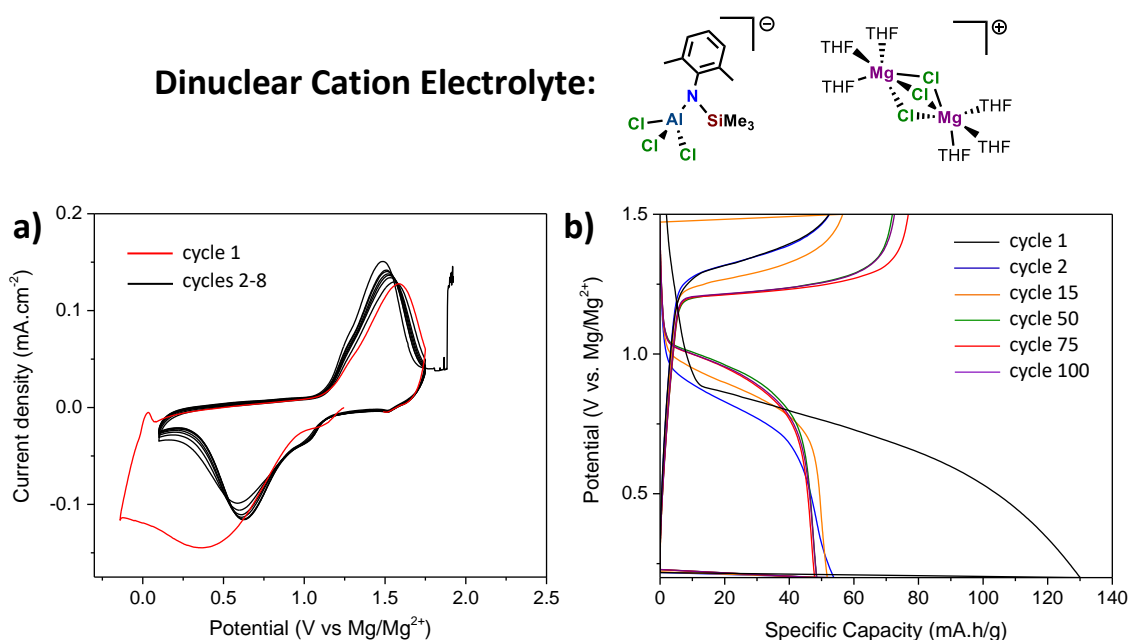 Dinuclear Cation Electrolyte:
⊖
N
Al
SiMe3
Cl
Cl
Cl
⊕
THF
THF
THF
Mg
Cl
Cl
Cl
Mg
THF
THF
THF
a)
cycle 1
cycles 2-8
0.2
0.1
0.0
-0.1
Current density (mA.cm-2)
0.0
0.5
1.0
1.5
2.0
2.5
Potential (V vs Mg/Mg2+)
b)
cycle 1
cycle 2
cycle 15
cycle 50
cycle 75
cycle 100
1.5
1.0
0.5
Potential (V vs. Mg/Mg2+)
0
20
40
60
80
100
120
140
Specific Capacity (mA.h/g)